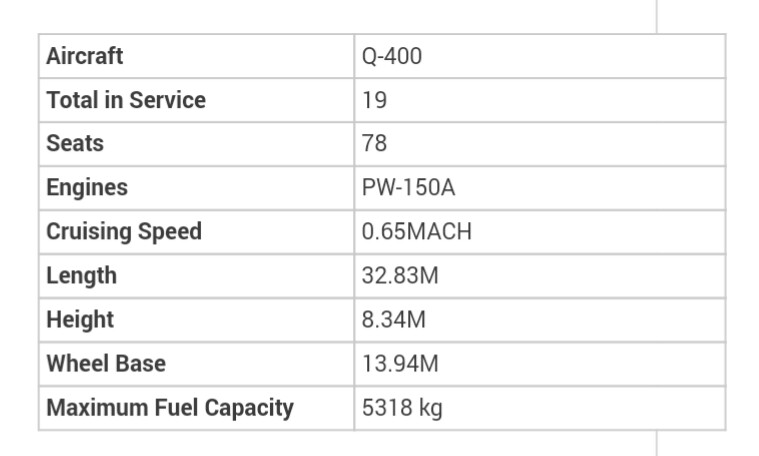 Aircraft Q-400
Total in Service 19
Seats 78
Engines PW-150A
Cruising Speed 0.65MACH
Length 32.83M
Height 8.34M
Wheel Base 13.94M
Maximum Fuel Capacity 5318 kg